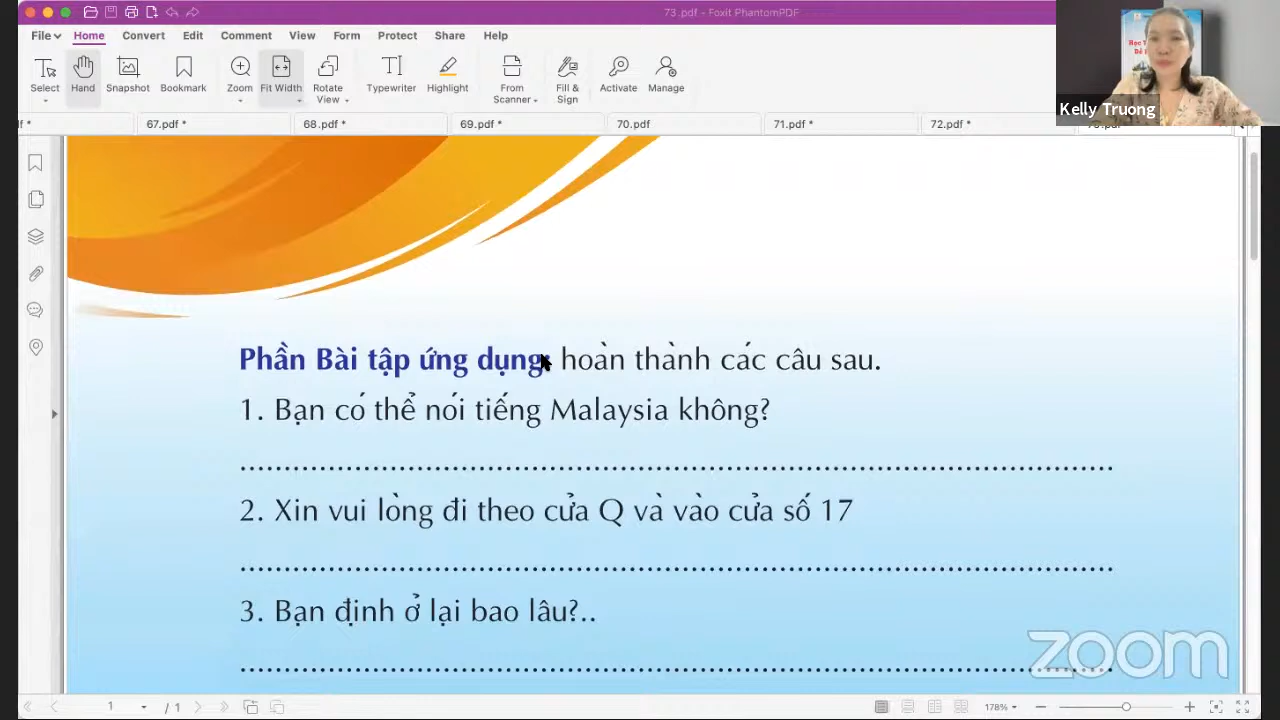 73.pdf - Foxit PhantomPDF
File Home Convert Edit Comment View Form Protect Share Help
Select Hand Snapshot Bookmark Zoom Fit Width Rotate View Typewriter Highlight From Scanner Fill & Sign Activate Manage
Kelly Truong
67.pdf * 68.pdf * 69.pdf * 70.pdf 71.pdf * 72.pdf *
Phần Bài tập ứng dụng: hoàn thành các câu sau.
1. Bạn có thể nói tiếng Malaysia không?
2. Xin vui lòng đi theo cửa Q và vào cửa số 17
3. Bạn định ở lại bao lâu?..
zoom
1 / 1 178%